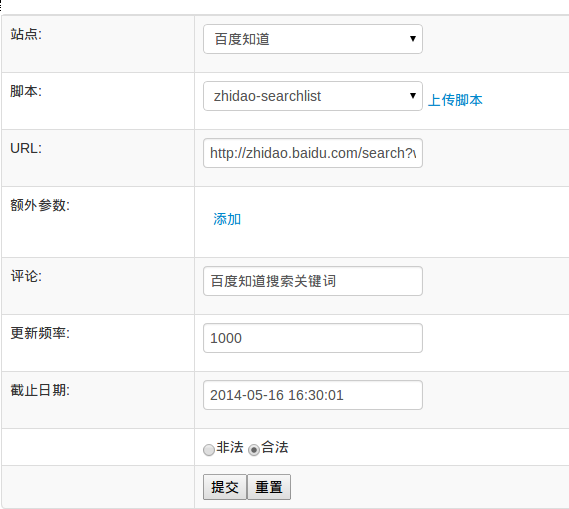 站点:
百度知道
脚本:
zhidao-searchlist 上传脚本
URL:
http://zhidao.baidu.com/search?
额外参数:
添加
评论:
百度知道搜索关键词
更新频率:
1000
截止日期:
2014-05-16 16:30:01
非法 合法
提交 重置